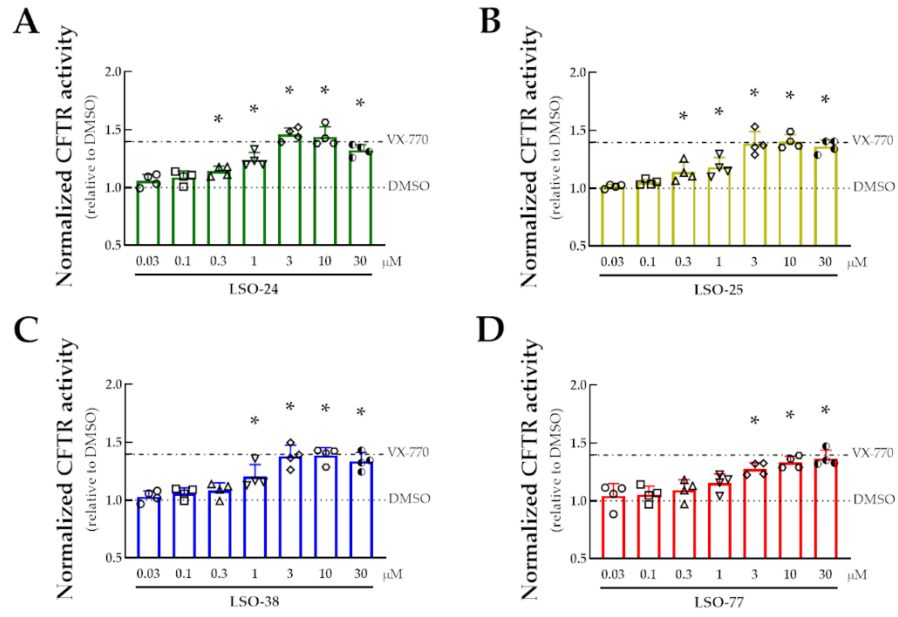 A
Normalized CFTR activity
(relative to DMSO)
2.0
1.5
1.0
0.5
* * * * *
VX-770
DMSO
0.03 0.1 0.3 1 3 10 30 μM
LSO-24
B
Normalized CFTR activity
(relative to DMSO)
2.0
1.5
1.0
0.5
* * * * *
VX-770
DMSO
0.03 0.1 0.3 1 3 10 30 μM
LSO-25
C
Normalized CFTR activity
(relative to DMSO)
2.0
1.5
1.0
0.5
* * * *
VX-770
DMSO
0.03 0.1 0.3 1 3 10 30 μM
LSO-38
D
Normalized CFTR activity
(relative to DMSO)
2.0
1.5
1.0
0.5
* * *
VX-770
DMSO
0.03 0.1 0.3 1 3 10 30 μM
LSO-77